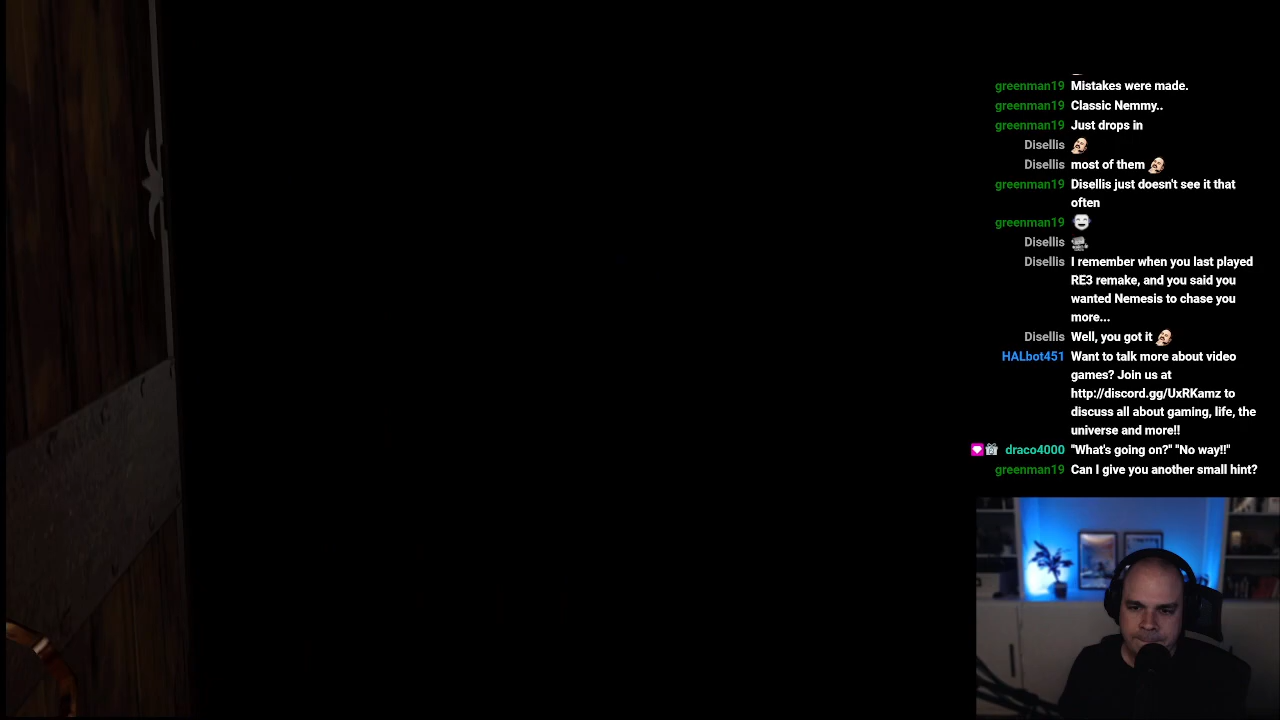 greenman19 Mistakes were made.
greenman19 Classic Nemmy..
greenman19 Just drops in
Disellis
Disellis most of them
greenman19 Disellis just doesn't see it that
often
greenman19
Disellis
Disellis I remember when you last played
RE3 remake, and you said you
wanted Nemesis to chase you
more...
Disellis Well, you got it
HALbot451 Want to talk more about video
games? Join us at
http://discord.gg/UxRKamz to
discuss all about gaming, life, the
universe and more!!
draco4000 "What's going on?" "No way!!"
greenman19 Can I give you another small hint?